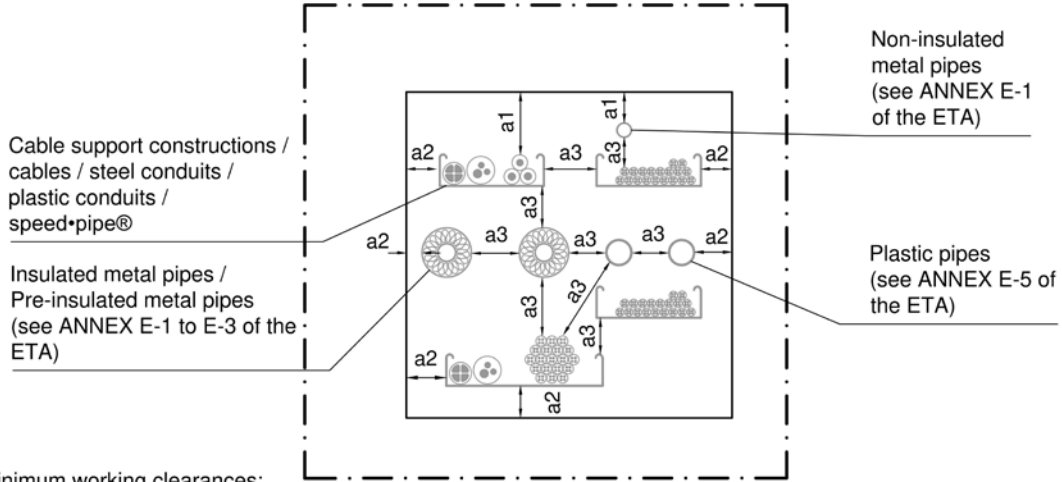 Non-insulated
metal pipes
(see ANNEX E-1
of the ETA)
Cable support constructions /
cables / steel conduits /
plastic conduits /
speed•pipe®
Insulated metal pipes /
Pre-insulated metal pipes
(see ANNEX E-1 to E-3 of the
ETA)
Plastic pipes
(see ANNEX E-5 of
the ETA)
a1
a1
a2
a3
a3
a2
a3
a2
a3
a3
a3
a2
a3
a3
a3
a2
a2